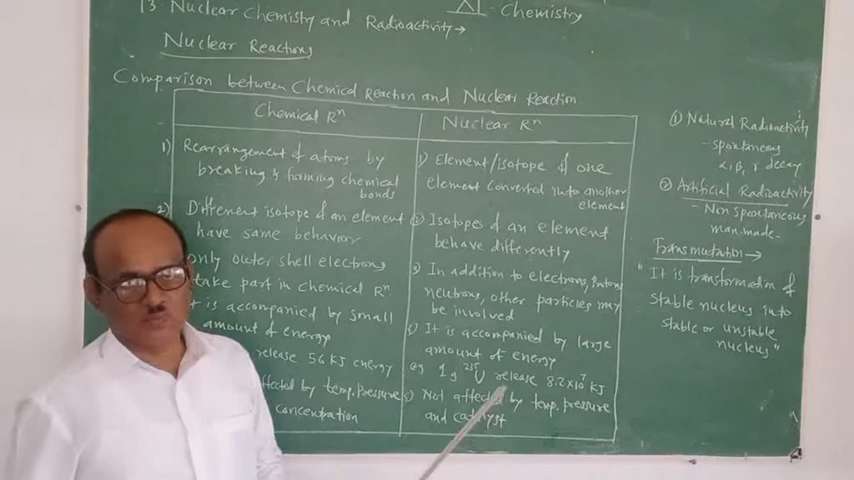 13 Nuclear Chemistry and Radioactivity →
XI - Chemistry
Nuclear Reactions
Comparison between Chemical Reaction and Nuclear Reaction
Chemical Rⁿ
1) Rearrangement of atoms by
breaking & forming chemical
bonds
2) Different isotope of an element
have same behavior
only outer shell electrons
take part in chemical Rⁿ
is accompanied by small
amount of energy
release 56 KJ energy
affected by temp. pressure
concentration
Nuclear Rⁿ
1) Element/isotope of one
element converted into another
element
2) Isotopes of an element
behave differently
3) In addition to electrons,
neutrons, other particles may
be involved
It is accompanied by large
amount of energy
eg 1g ²³⁵U release 8.2×10⁷ KJ
Not affected by temp. pressure
and catalyst
① Natural Radioactivity
- spontaneous
α, β, γ decay
② Artificial Radioactivity
- Non spontaneous
man made-
Transmutation →
"It is transformation of
stable nucleus into
stable or unstable
nucleus"